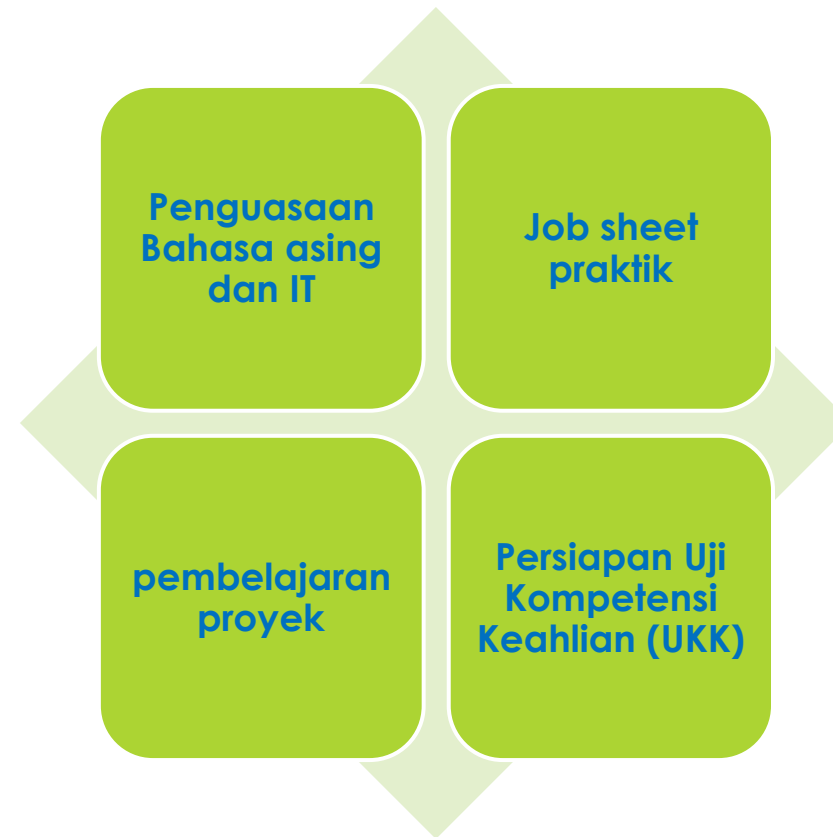 Penguasaan
Bahasa asing
dan IT
Job sheet
praktik
pembelajaran
proyek
Persiapan Uji
Kompetensi
Keahlian (UKK)